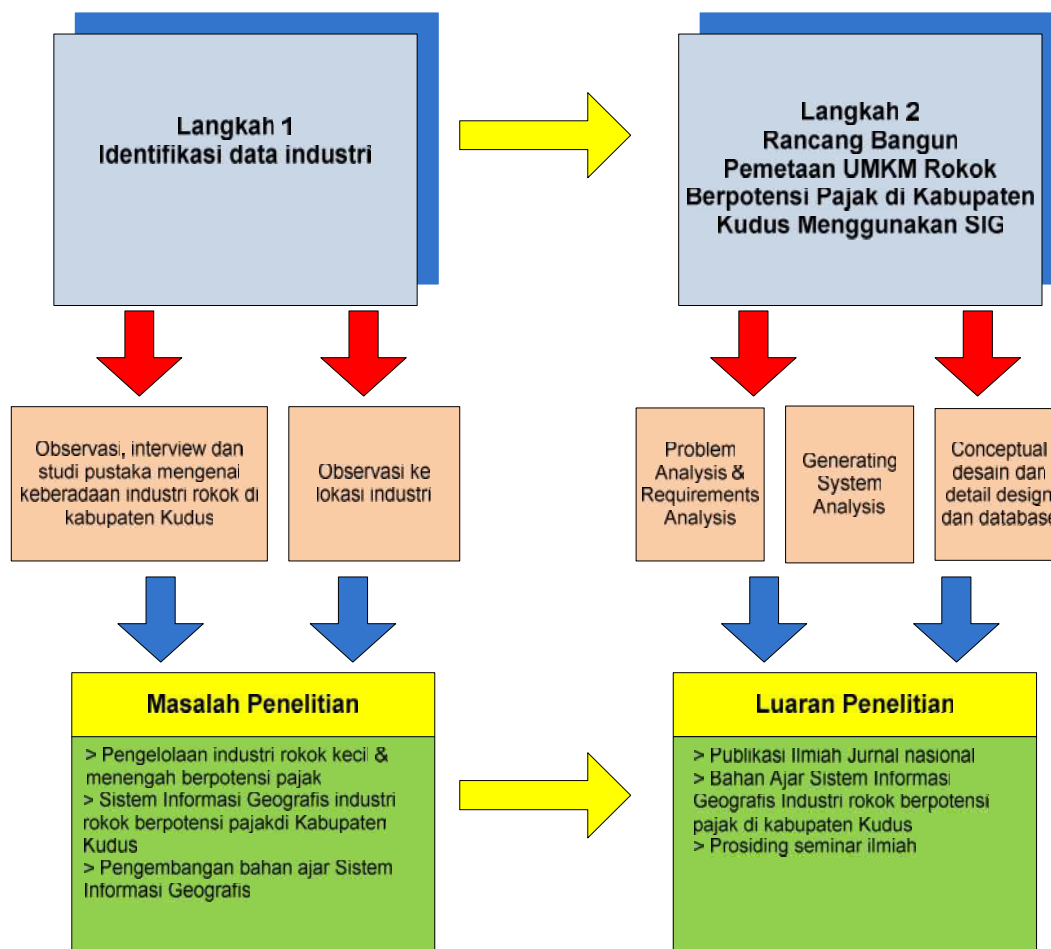 Langkah 1
Identifikasi data industri
Langkah 2
Rancang Bangun
Pemetaan UMKM Rokok
Berpotensi Pajak di Kabupaten
Kudus Menggunakan SIG
Observasi, interview dan
studi pustaka mengenai
keberadaan industri rokok di
kabupaten Kudus
Observasi ke
lokasi industri
Problem
Analysis &
Requirements
Analysis
Generating
System
Analysis
Conceptual
desain dan
detail design
dan database
Masalah Penelitian
> Pengelolaan industri rokok kecil &
menengah berpotensi pajak
> Sistem Informasi Geografis industri
rokok berpotensi pajakdi Kabupaten
Kudus
> Pengembangan bahan ajar Sistem
Informasi Geografis
Luaran Penelitian
> Publikasi Ilmiah Jurnal nasional
> Bahan Ajar Sistem Informasi
Geografis Industri rokok berpotensi
pajak di kabupaten Kudus
> Prosiding seminar ilmiah